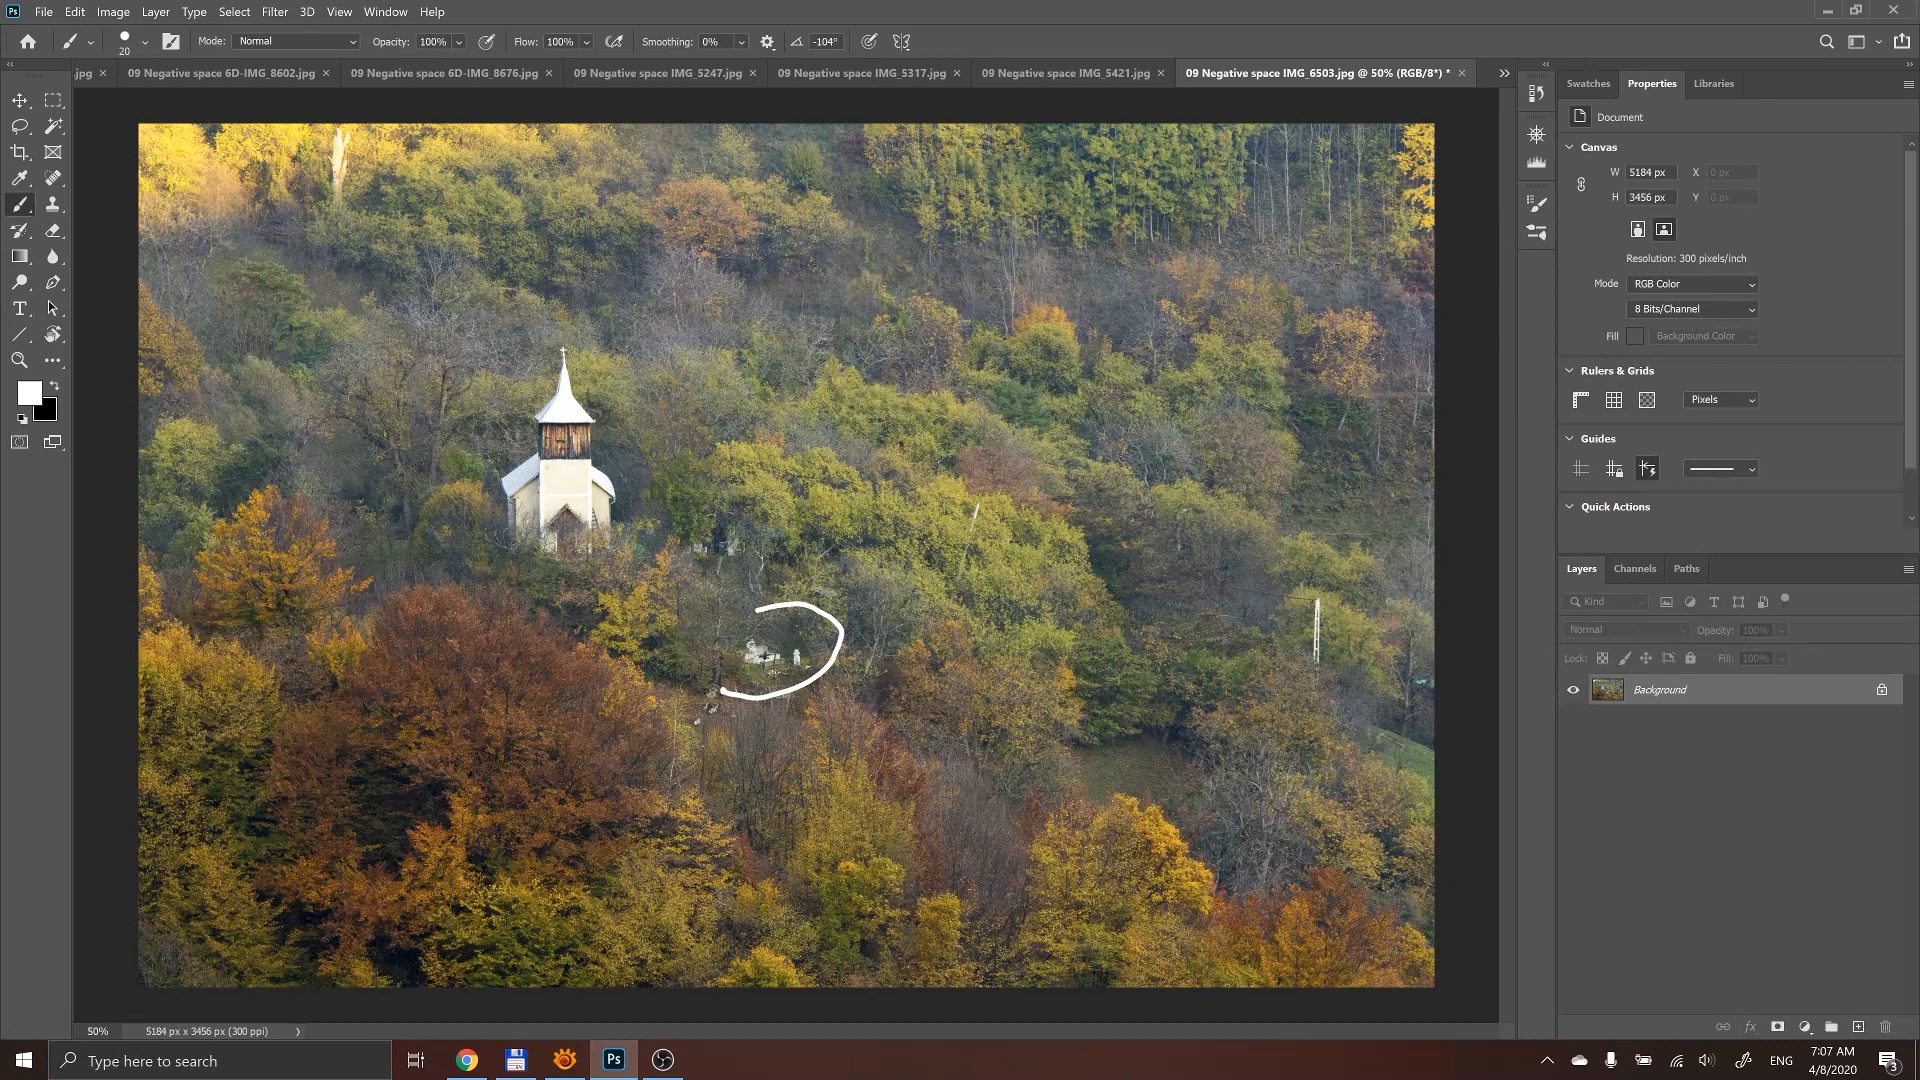 Ps File Edit Image Layer Type Select Filter 3D View Window Help
20 Mode: Normal Opacity: 100% Flow: 100% Smoothing: 0% -104°
.jpg 09 Negative space 6D-IMG_8602.jpg 09 Negative space 6D-IMG_8676.jpg 09 Negative space IMG_5247.jpg 09 Negative space IMG_5317.jpg 09 Negative space IMG_5421.jpg 09 Negative space IMG_6503.jpg @ 50% (RGB/8*) *
Swatches Properties Libraries
Document
Canvas
W 5184 px X 0 px
H 3456 px Y 0 px
Resolution: 300 pixels/inch
Mode RGB Color
8 Bits/Channel
Fill Background Color
Rulers & Grids
Pixels
Guides
Quick Actions
Layers Channels Paths
Kind
Normal Opacity: 100%
Lock: Fill: 100%
Background
50% 5184 px x 3456 px (300 ppi)
Type here to search
Ps
ENG
7:07 AM
4/8/2020
3